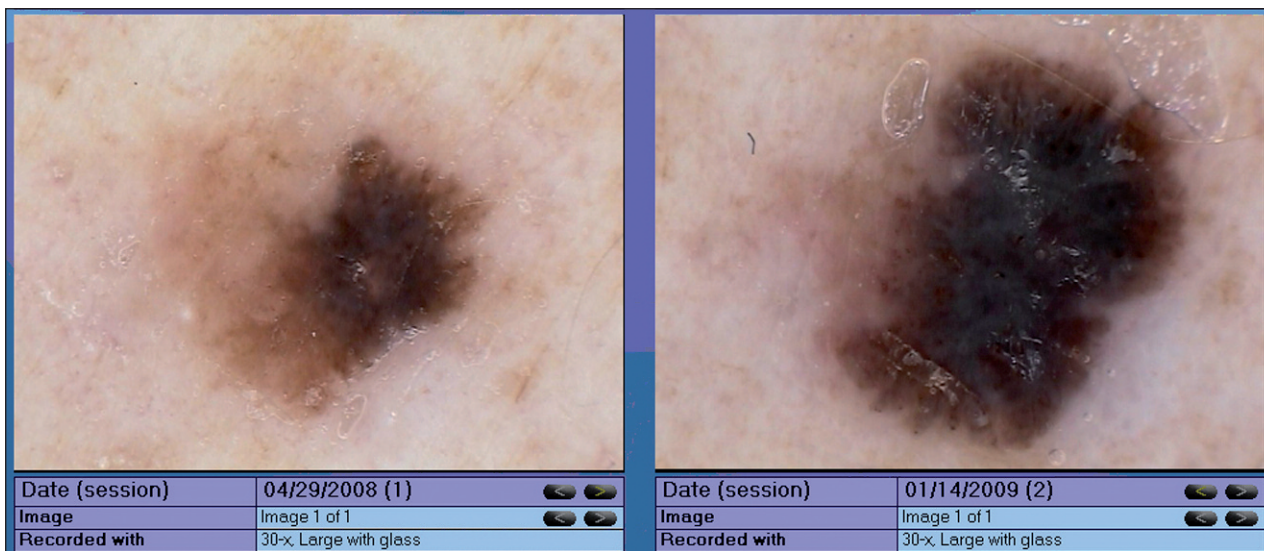 Date (session) 04/29/2008 (1) < >
Image Image 1 of 1 < >
Recorded with 30-x, Large with glass
Date (session) 01/14/2009 (2) < >
Image Image 1 of 1 < >
Recorded with 30-x, Large with glass